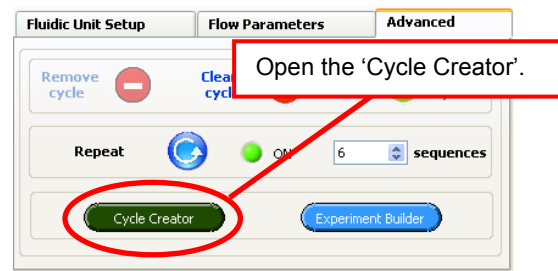 Fluidic Unit Setup Flow Parameters Advanced
Open the ‘Cycle Creator’.
Remove
cycle
Repeat ON 6 sequences
Cycle Creator Experiment Builder